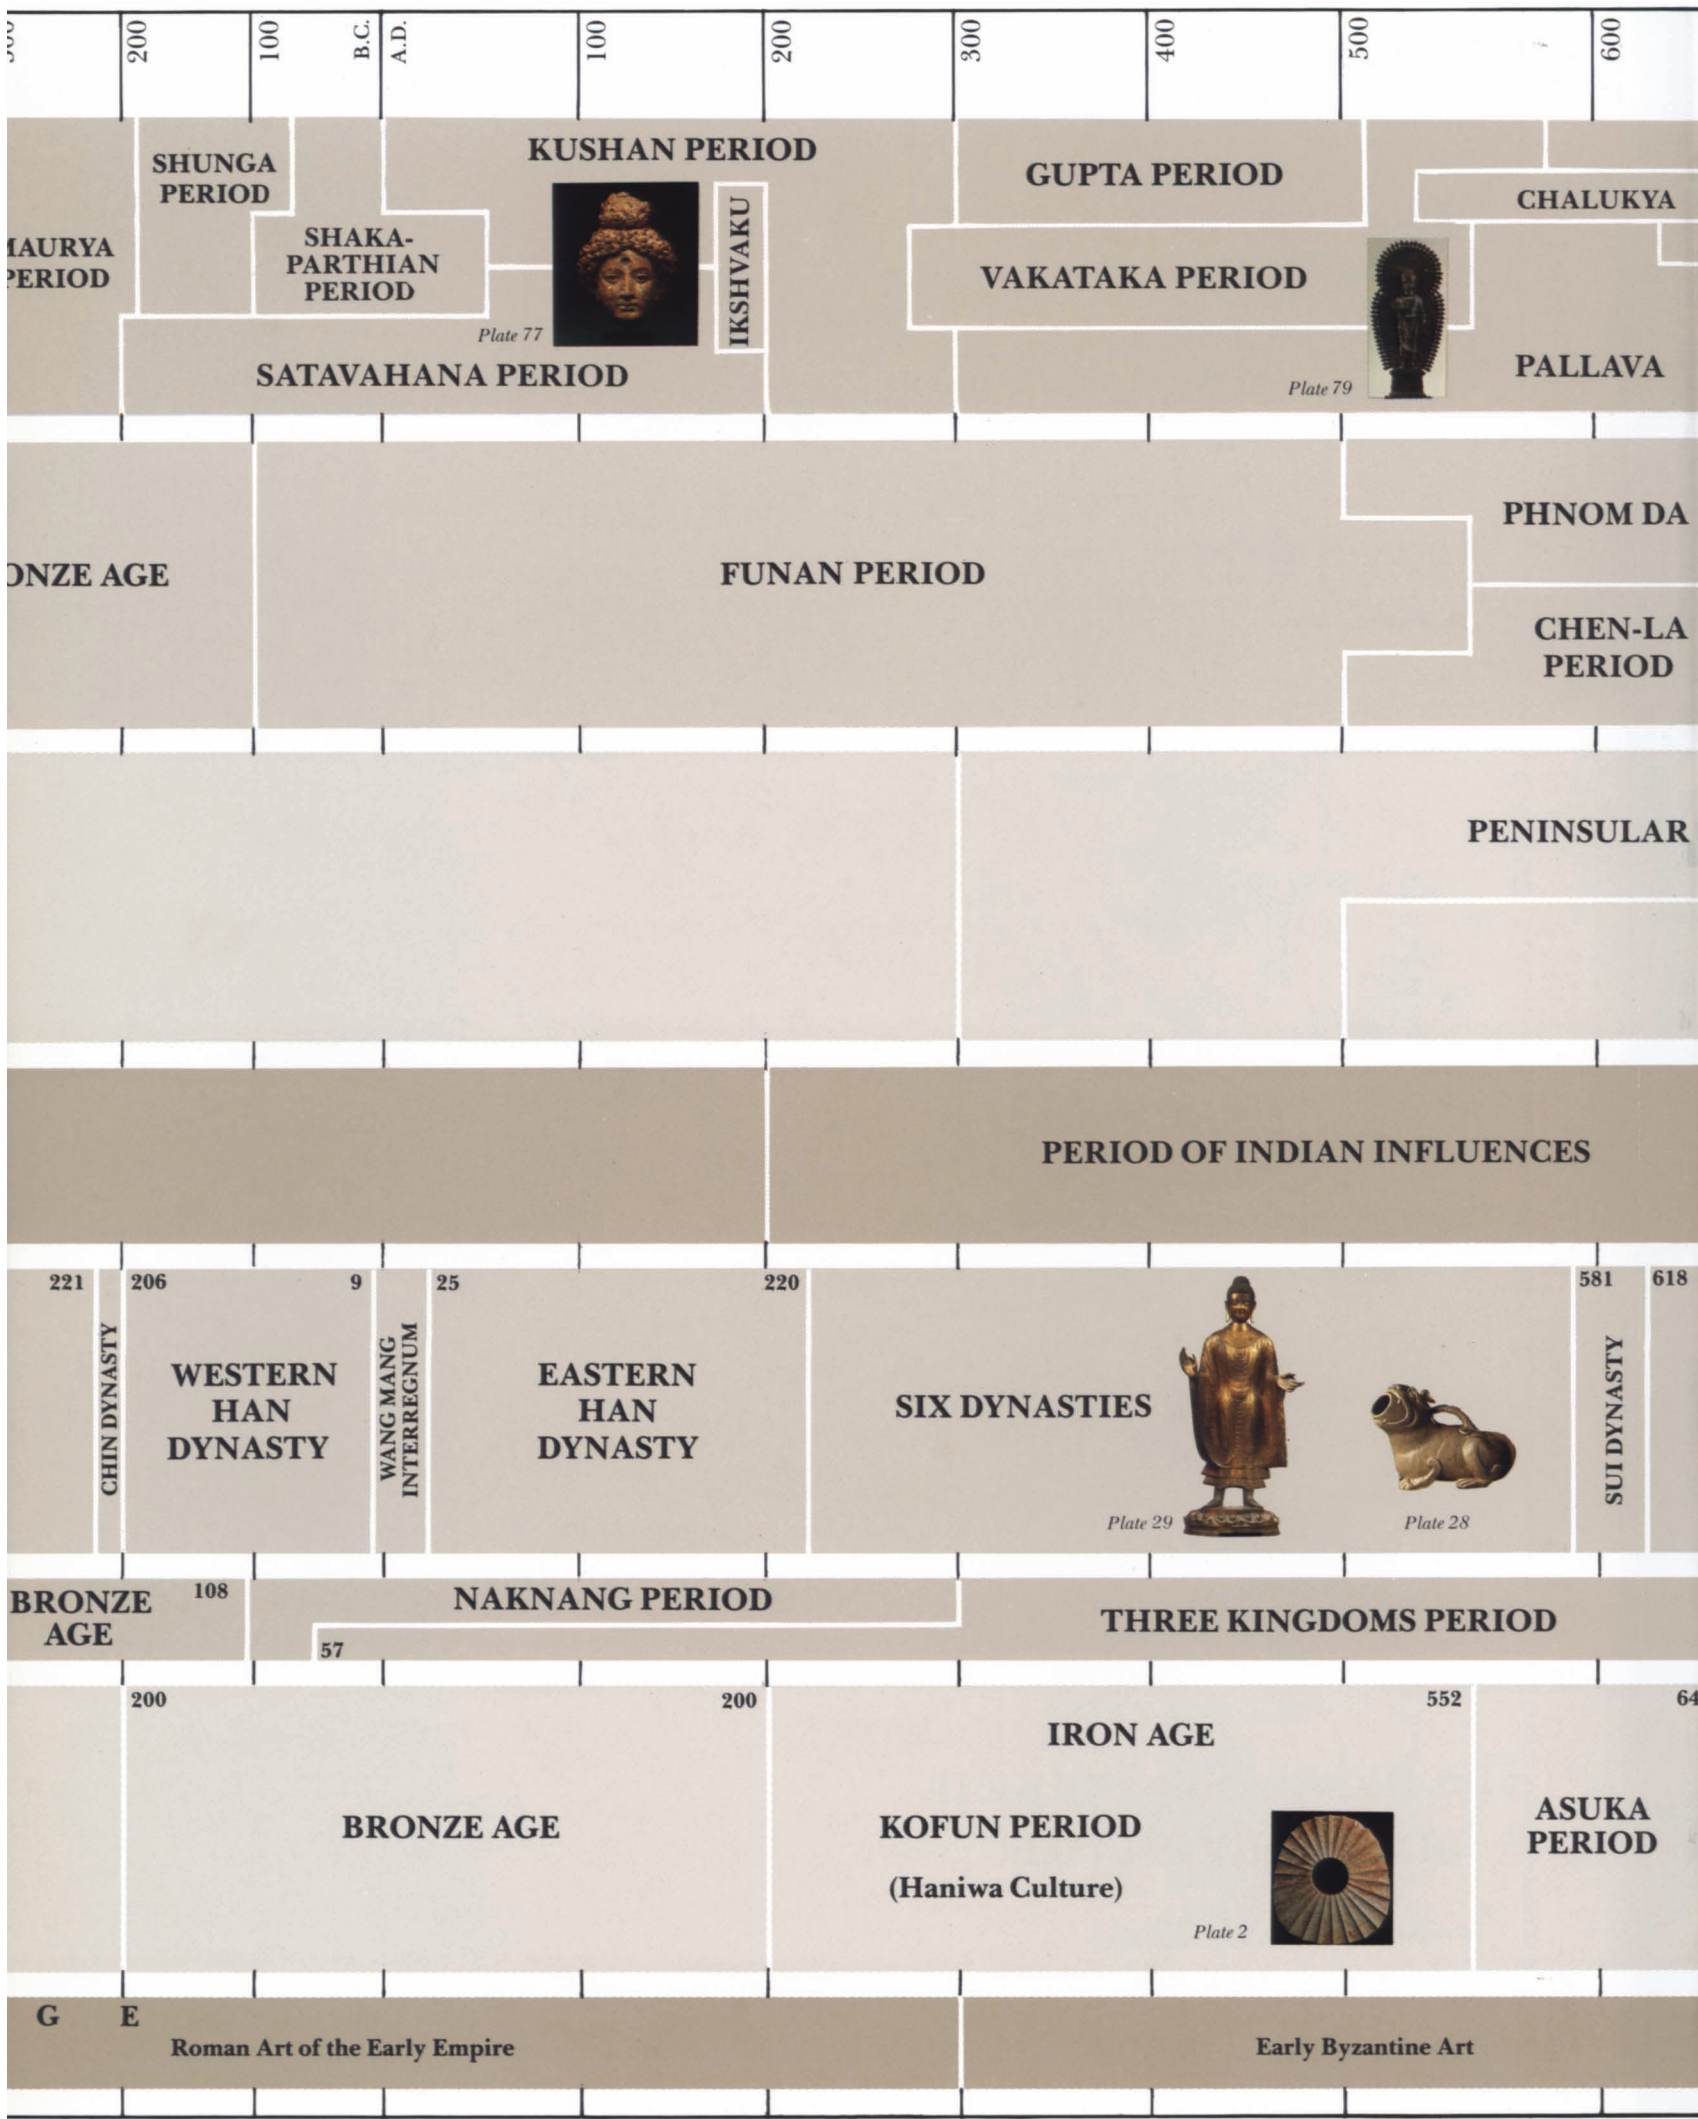 200
100
B.C.
A.D.
100
200
300
400
500
600
SHUNGA
PERIOD
KUSHAN PERIOD
GUPTA PERIOD
CHALUKYA
MAURYA
PERIOD
SHAKA-
PARTHIAN
PERIOD
IKSHVAKU
VAKATAKA PERIOD
Plate 77
SATAVAHANA PERIOD
Plate 79
PALLAVA
ONZE AGE
FUNAN PERIOD
PHNOM DA
CHEN-LA
PERIOD
PENINSULAR
PERIOD OF INDIAN INFLUENCES
221
206
9
25
220
581
618
CHIN DYNASTY
WESTERN
HAN
DYNASTY
WANG MANG
INTERREGNUM
EASTERN
HAN
DYNASTY
SIX DYNASTIES
Plate 29
Plate 28
SUI DYNASTY
BRONZE
AGE
108
NAKNANG PERIOD
57
THREE KINGDOMS PERIOD
200
200
552
64
BRONZE AGE
IRON AGE
KOFUN PERIOD
(Haniwa Culture)
Plate 2
ASUKA
PERIOD
G E
Roman Art of the Early Empire
Early Byzantine Art